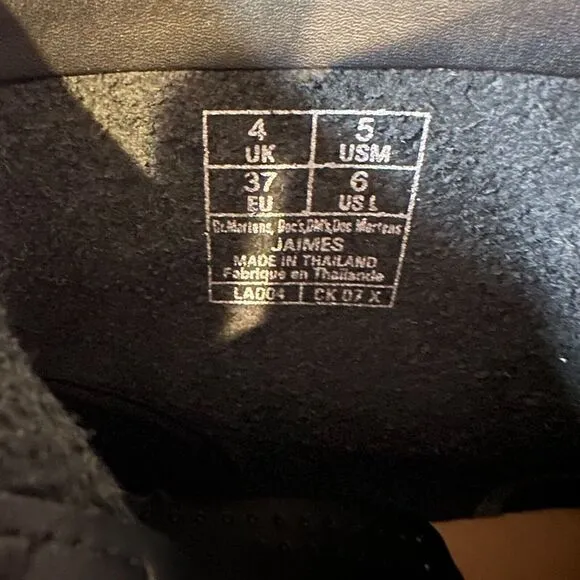 4 5
UK USM
37 6
EU US L
Dr.Martens, Doc's,DM's,Doc Martens
JAIMES
MADE IN THAILAND
Fabrique en Thailande
LA004 CK 07 X